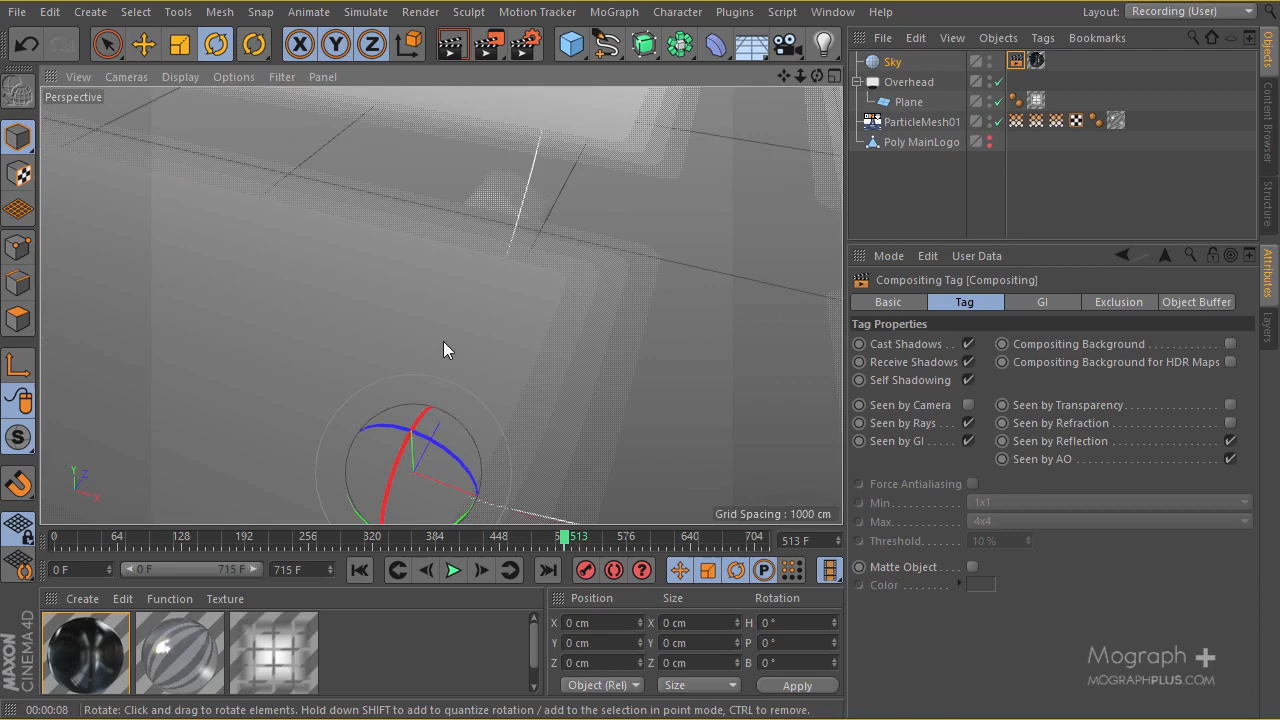 File Edit Create Select Tools Mesh Snap Animate Simulate Render Sculpt Motion Tracker MoGraph Character Plugins Script Window Help Layout: Recording (User)
X Y Z
File Edit View Objects Tags Bookmarks
View Cameras Display Options Filter Panel
Perspective
Sky
Overhead
Plane
ParticleMesh01
Poly MainLogo
Objects
Content Browser
Structure
Attributes
Layers
Mode Edit User Data
Compositing Tag [Compositing]
Basic Tag GI Exclusion Object Buffer
Tag Properties
Cast Shadows . . Compositing Background
Receive Shadows Compositing Background for HDR Maps
Self Shadowing
Seen by Camera Seen by Transparency
Seen by Rays Seen by Refraction
Seen by GI Seen by Reflection
Seen by AO
Force Antialiasing
Min 1x1
Max 4x4
Threshold 10 %
Matte Object
Color
Y Z X
Grid Spacing : 1000 cm
0 64 128 192 256 320 384 448 513 576 640 704 513 F
0 F 0 F 715 F 715 F
P
Create Edit Function Texture
Position Size Rotation
X 0 cm X 0 cm H 0 °
Y 0 cm Y 0 cm P 0 °
Z 0 cm Z 0 cm B 0 °
Object (Rel) Size Apply
MAXON CINEMA 4D
Mograph +
MOGRAPHPLUS.COM
00:00:08 Rotate: Click and drag to rotate elements. Hold down SHIFT to add to quantize rotation / add to the selection in point mode, CTRL to remove.